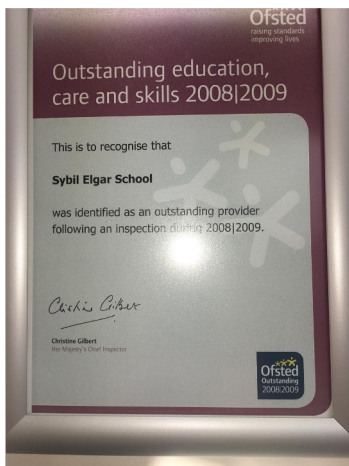 Ofsted
raising standards
improving lives
Outstanding education,
care and skills 2008|2009
This is to recognise that
Sybil Elgar School
was identified as an outstanding provider
following an inspection during 2008|2009.
Christine Gilbert
Christine Gilbert
Her Majesty's Chief Inspector
Ofsted
Outstanding
2008|2009